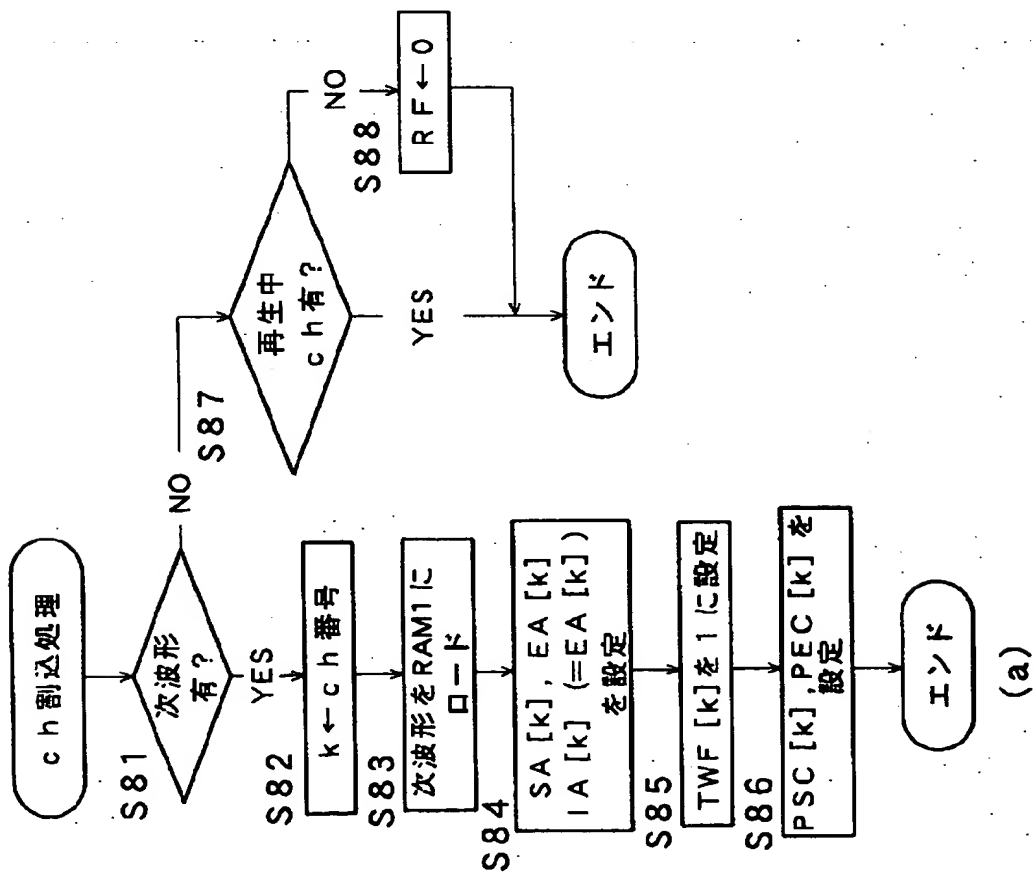 ch割込処理
S81
次波形
有?
NO
YES
S82
k←ch番号
S83
次波形をRAM1に
ロード
S84
SA[k], EA[k]
IA[k](=EA[k])
を設定
S85
TWF[k]を1に設定
S86
PSC[k],PEC[k]を
設定
エンド
S87
再生中
ch有?
NO
YES
S88
RF←0
エンド
(a)